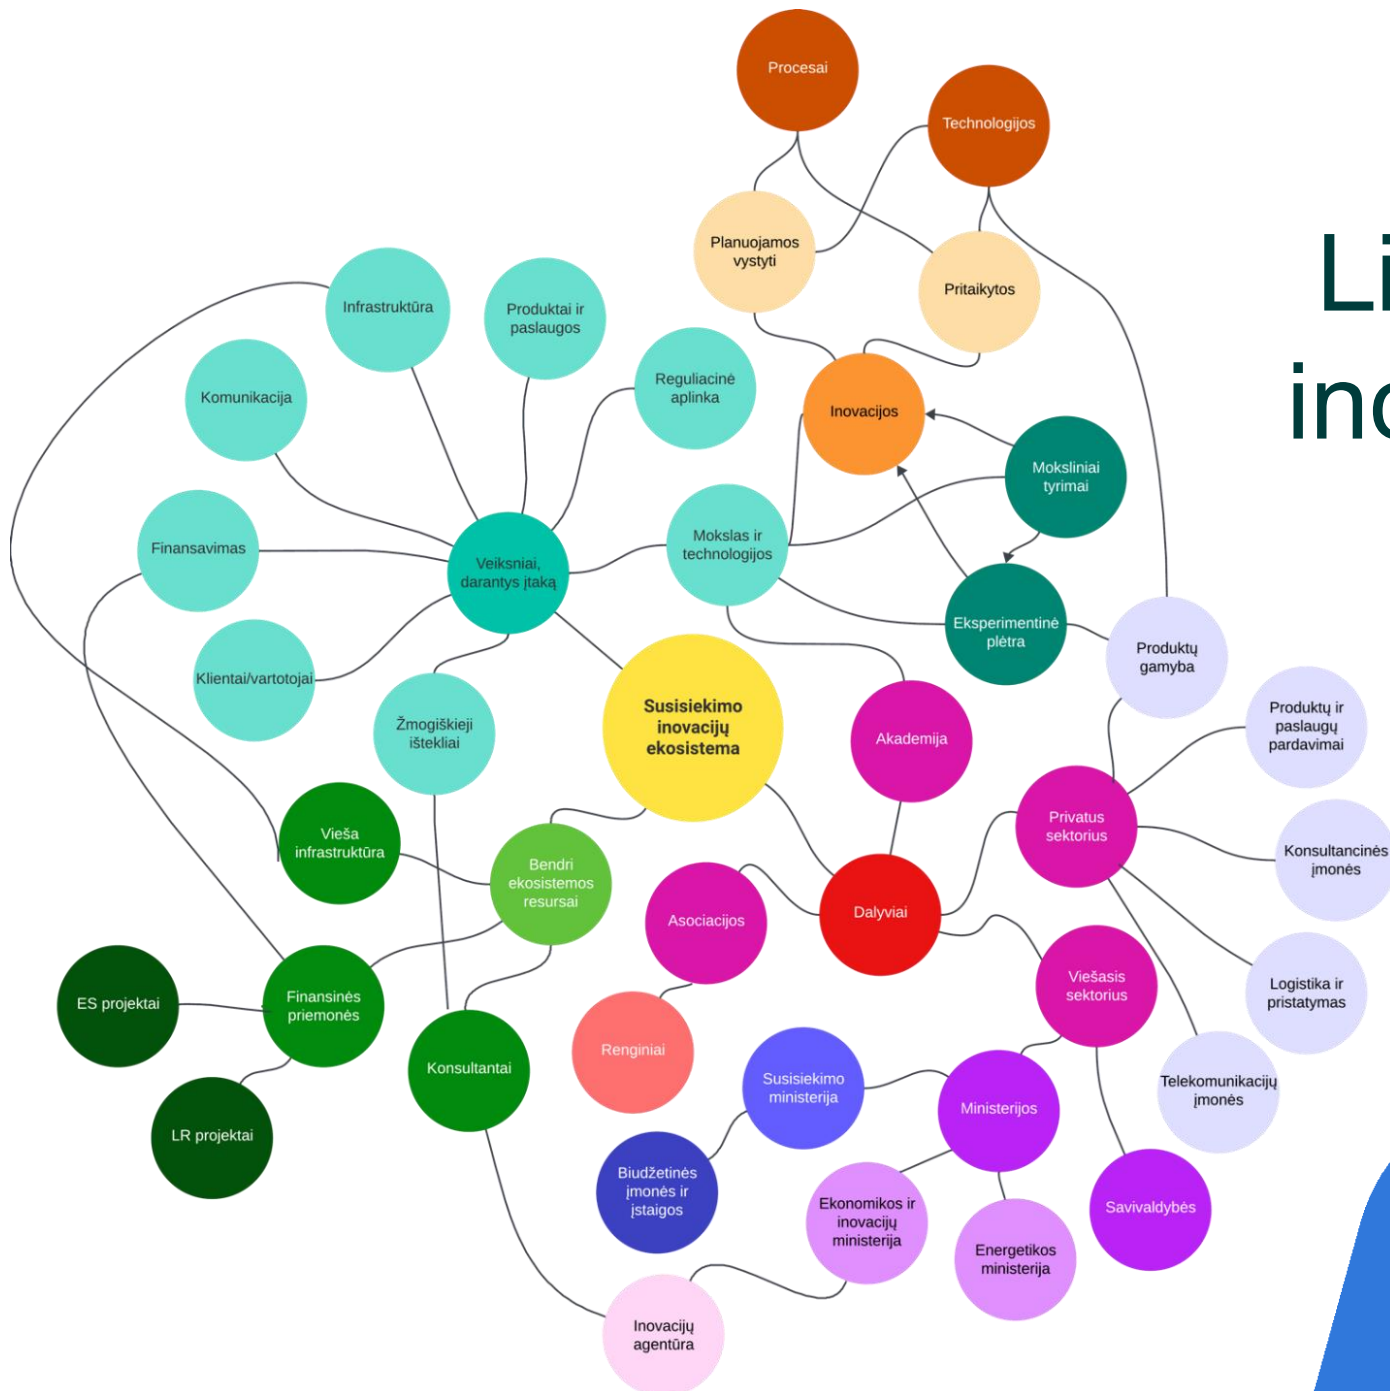 Procesai
Technologijos
Planuojamos
vystyti
Pritaikytos
Li
ino
Infrastruktūra
Produktai ir
paslaugos
Reguliacinė
aplinka
Komunikacija
Inovacijos
Moksliniai
tyrimai
Finansavimas
Veiksniai,
darantys įtaką
Mokslas ir
technologijos
Eksperimentinė
plėtra
Produktų
gamyba
Klientai/vartotojai
Žmogiškieji
ištekliai
Susisiekimo
inovacijų
ekosistema
Akademija
Produktų ir
paslaugų
pardavimai
Privatus
sektorius
Vieša
infrastruktūra
Bendri
ekosistemos
resursai
Konsultancinės
įmonės
Asociacijos
Dalyviai
Viešasis
sektorius
Logistika ir
pristatymas
ES projektai
Finansinės
priemonės
Konsultantai
Renginiai
Susisiekimo
ministerija
Ministerijos
Telekomunikacijų
įmonės
LR projektai
Biudžetinės
įmonės ir
įstaigos
Ekonomikos ir
inovacijų
ministerija
Energetikos
ministerija
Savivaldybės
Inovacijų
agentūra